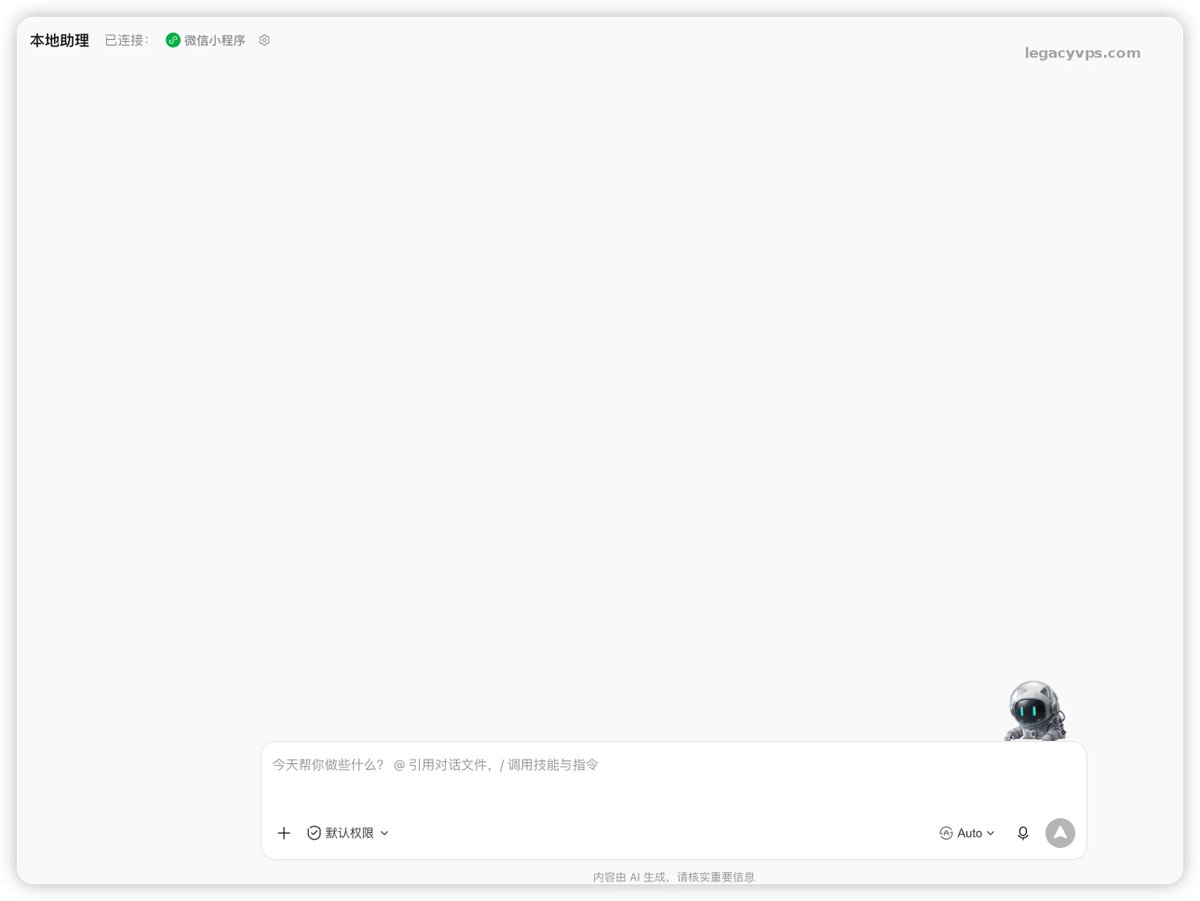 本地助理 已连接： 微信小程序
legacyvps.com
今天帮你做些什么？ @ 引用对话文件，/ 调用技能与指令
默认权限 Auto
内容由 AI 生成，请核实重要信息